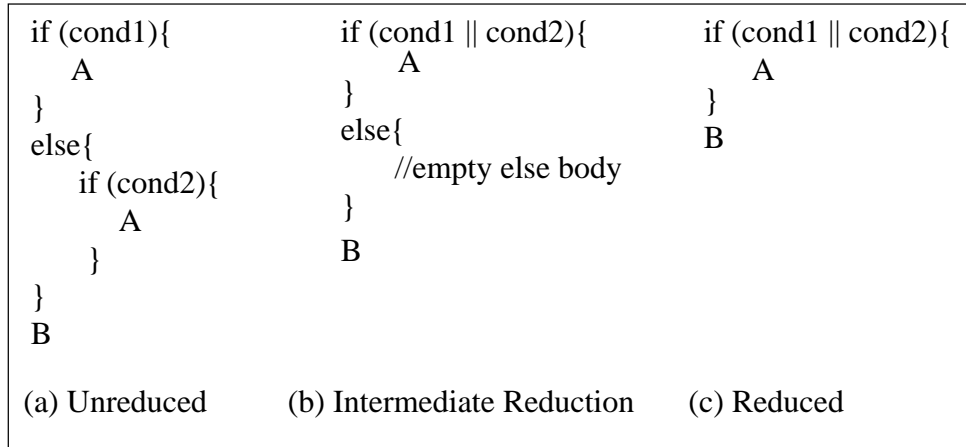 if (cond1){
A
}
else{
if (cond2){
A
}
}
B
(a) Unreduced
if (cond1 || cond2){
A
}
else{
//empty else body
}
B
(b) Intermediate Reduction
if (cond1 || cond2){
A
}
B
(c) Reduced